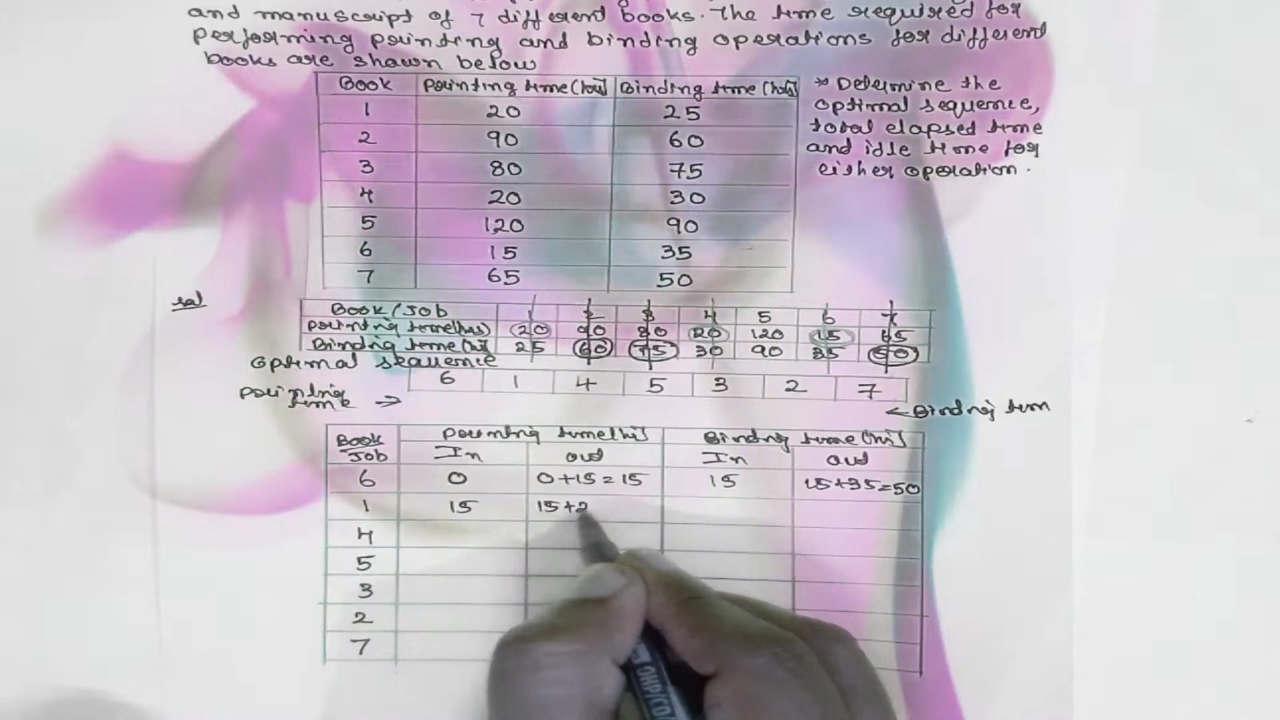 and manuscript of 7 different books. The time required for
performing printing and binding operations for different
books are shown below
Book Printing time (hrs) Binding time (hrs)
1 20 25
2 90 60
3 80 75
4 20 30
5 120 90
6 15 35
7 65 50
* Determine the
optimal sequence,
total elapsed time
and idle time for
either operation.
sol
Book/Job 1 2 3 4 5 6 7
Printing time (hrs) 20 90 80 20 120 15 65
Binding time (hr) 25 60 75 30 90 35 50
optimal sequence
6 1 4 5 3 2 7
printing
time →
← Binding time
Book
Job
Printing time (hr) Binding time (hr)
In out In out
6 0 0+15=15 15 15+35=50
1 15 15+2
4
5
3
2
7